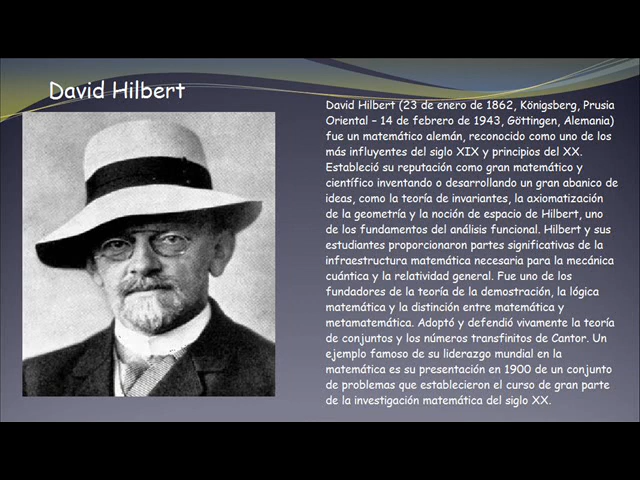 David Hilbert
David Hilbert (23 de enero de 1862, Königsberg, Prusia
Oriental – 14 de febrero de 1943, Göttingen, Alemania)
fue un matemático alemán, reconocido como uno de los
más influyentes del siglo XIX y principios del XX.
Estableció su reputación como gran matemático y
científico inventando o desarrollando un gran abanico de
ideas, como la teoría de invariantes, la axiomatización
de la geometría y la noción de espacio de Hilbert, uno
de los fundamentos del análisis funcional. Hilbert y sus
estudiantes proporcionaron partes significativas de la
infraestructura matemática necesaria para la mecánica
cuántica y la relatividad general. Fue uno de los
fundadores de la teoría de la demostración, la lógica
matemática y la distinción entre matemática y
metamatemática. Adoptó y defendió vivamente la teoría
de conjuntos y los números transfinitos de Cantor. Un
ejemplo famoso de su liderazgo mundial en la
matemática es su presentación en 1900 de un conjunto
de problemas que establecieron el curso de gran parte
de la investigación matemática del siglo XX.